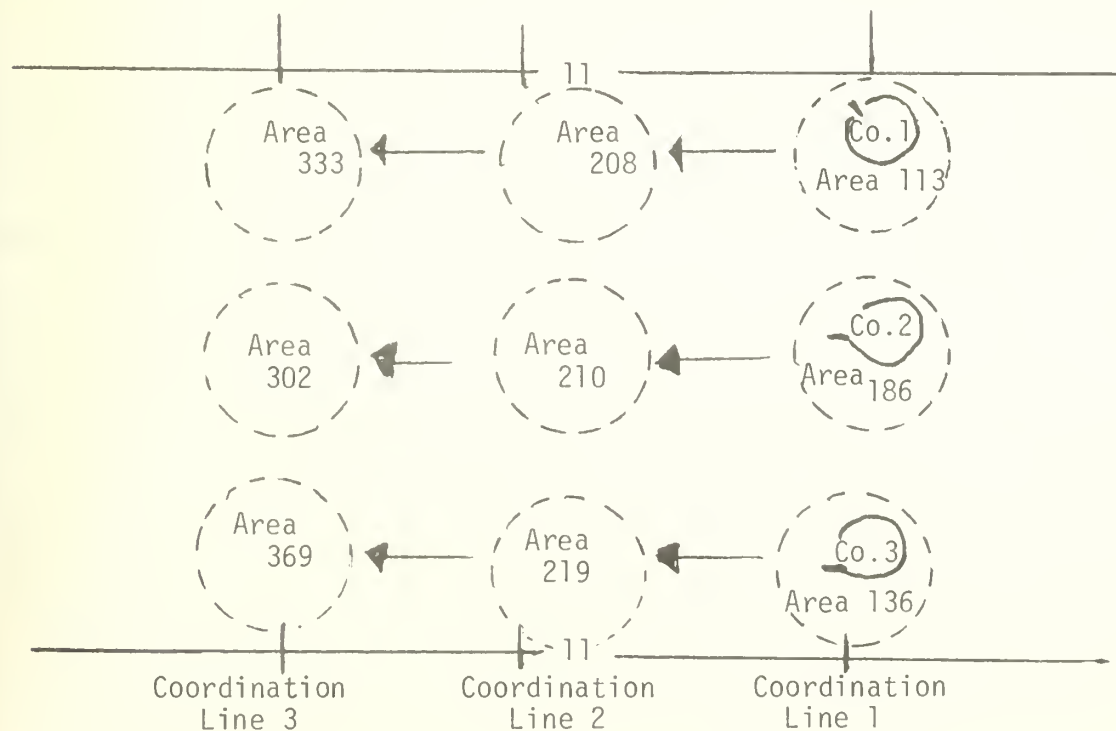 11
Area
333
Area
208
Co.1
Area 113
Area
302
Area
210
Co.2
Area 186
Area
369
Area
219
Co.3
Area 136
11
Coordination
Line 3
Coordination
Line 2
Coordination
Line 1